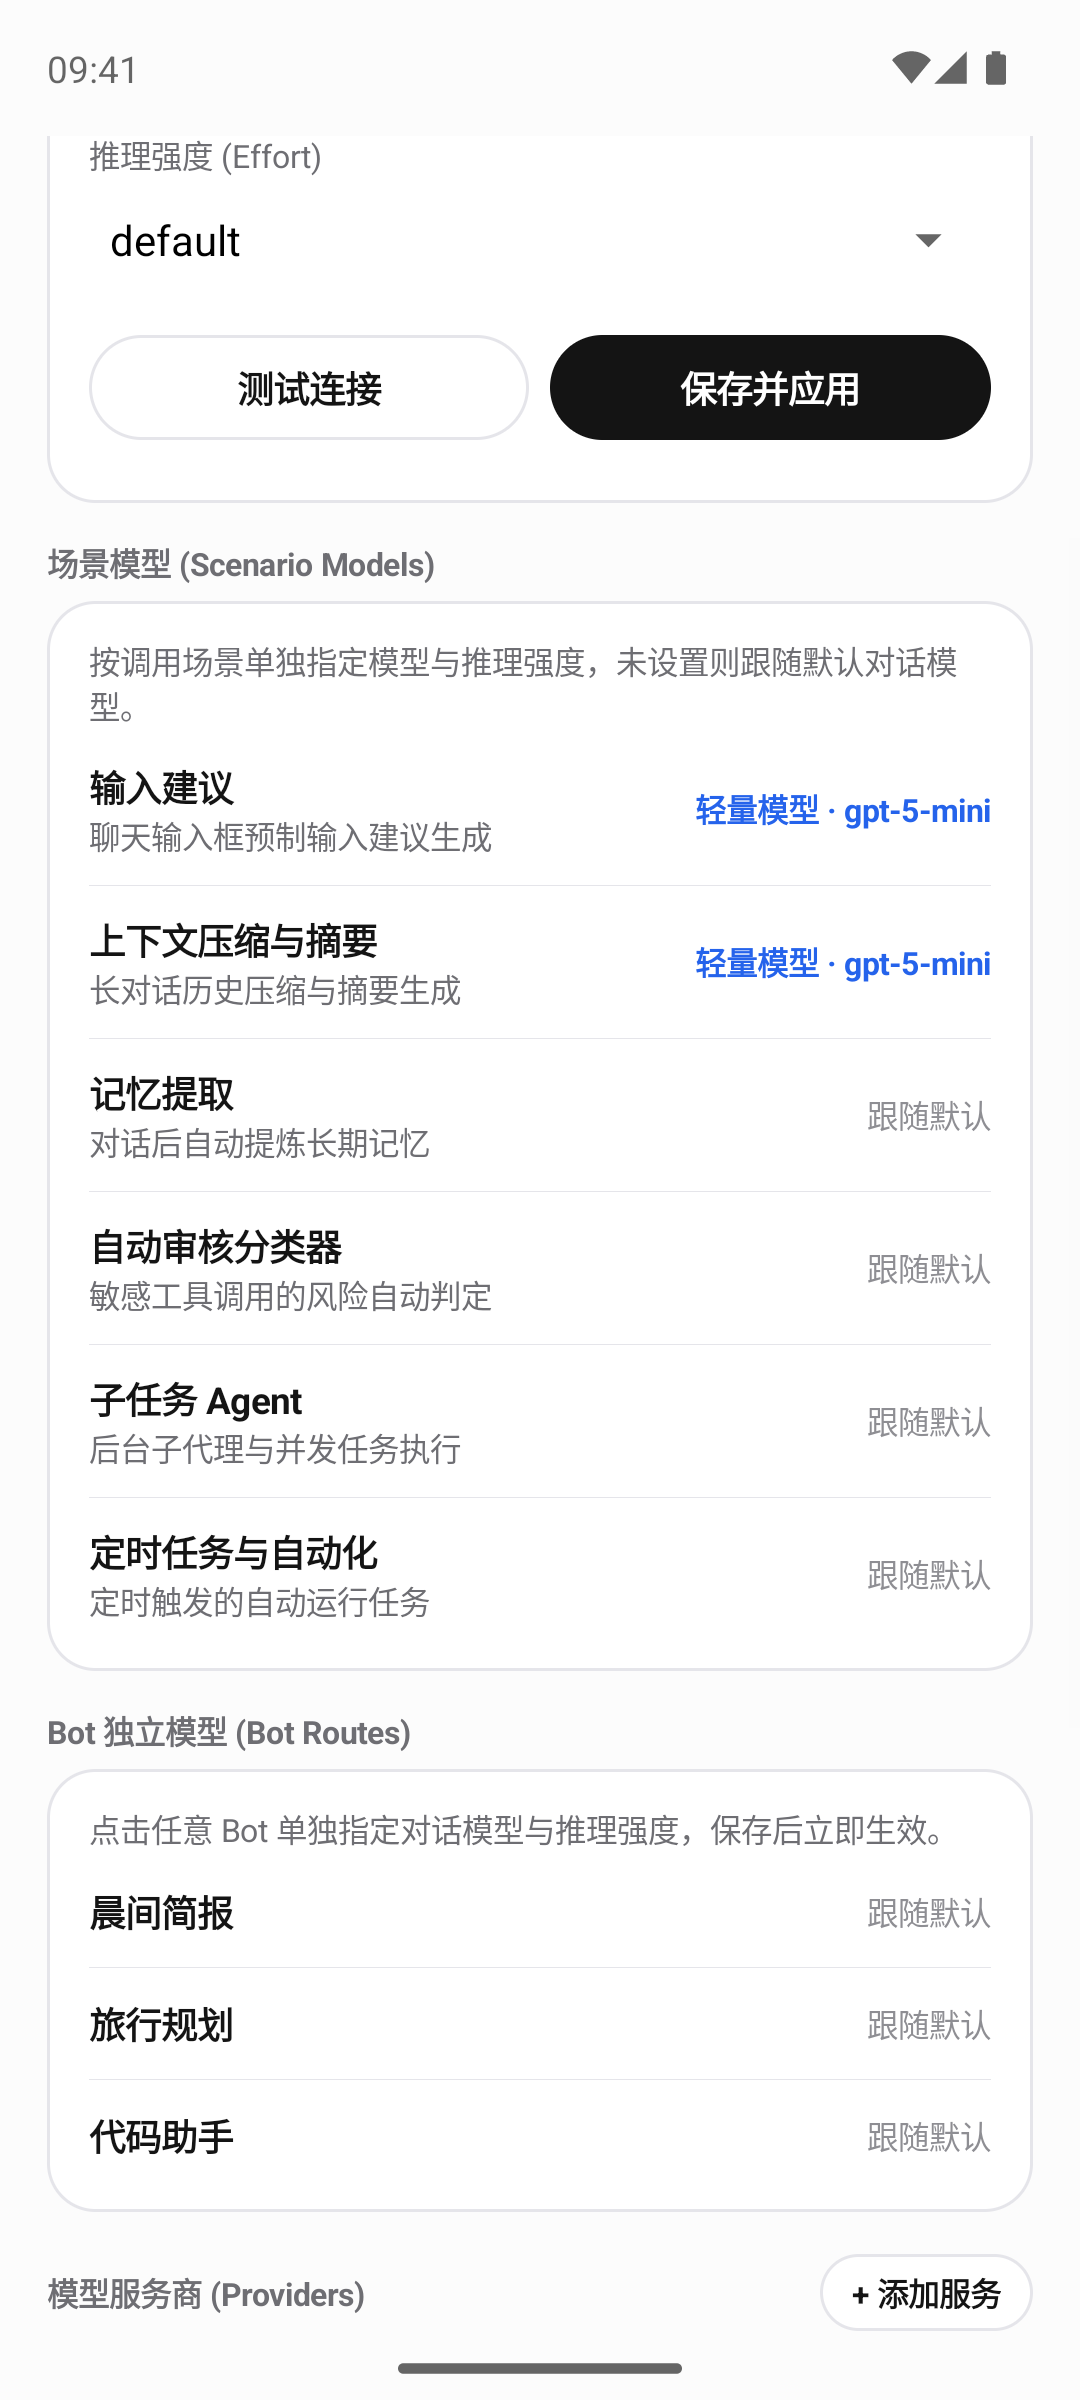 09:41
推理强度 (Effort)
default
测试连接
保存并应用
场景模型 (Scenario Models)
按调用场景单独指定模型与推理强度，未设置则跟随默认对话模
型。
输入建议
轻量模型 · gpt-5-mini
聊天输入框预制输入建议生成
上下文压缩与摘要
轻量模型 · gpt-5-mini
长对话历史压缩与摘要生成
记忆提取
跟随默认
对话后自动提炼长期记忆
自动审核分类器
跟随默认
敏感工具调用的风险自动判定
子任务 Agent
跟随默认
后台子代理与并发任务执行
定时任务与自动化
跟随默认
定时触发的自动运行任务
Bot 独立模型 (Bot Routes)
点击任意 Bot 单独指定对话模型与推理强度，保存后立即生效。
晨间简报
跟随默认
旅行规划
跟随默认
代码助手
跟随默认
模型服务商 (Providers)
+ 添加服务